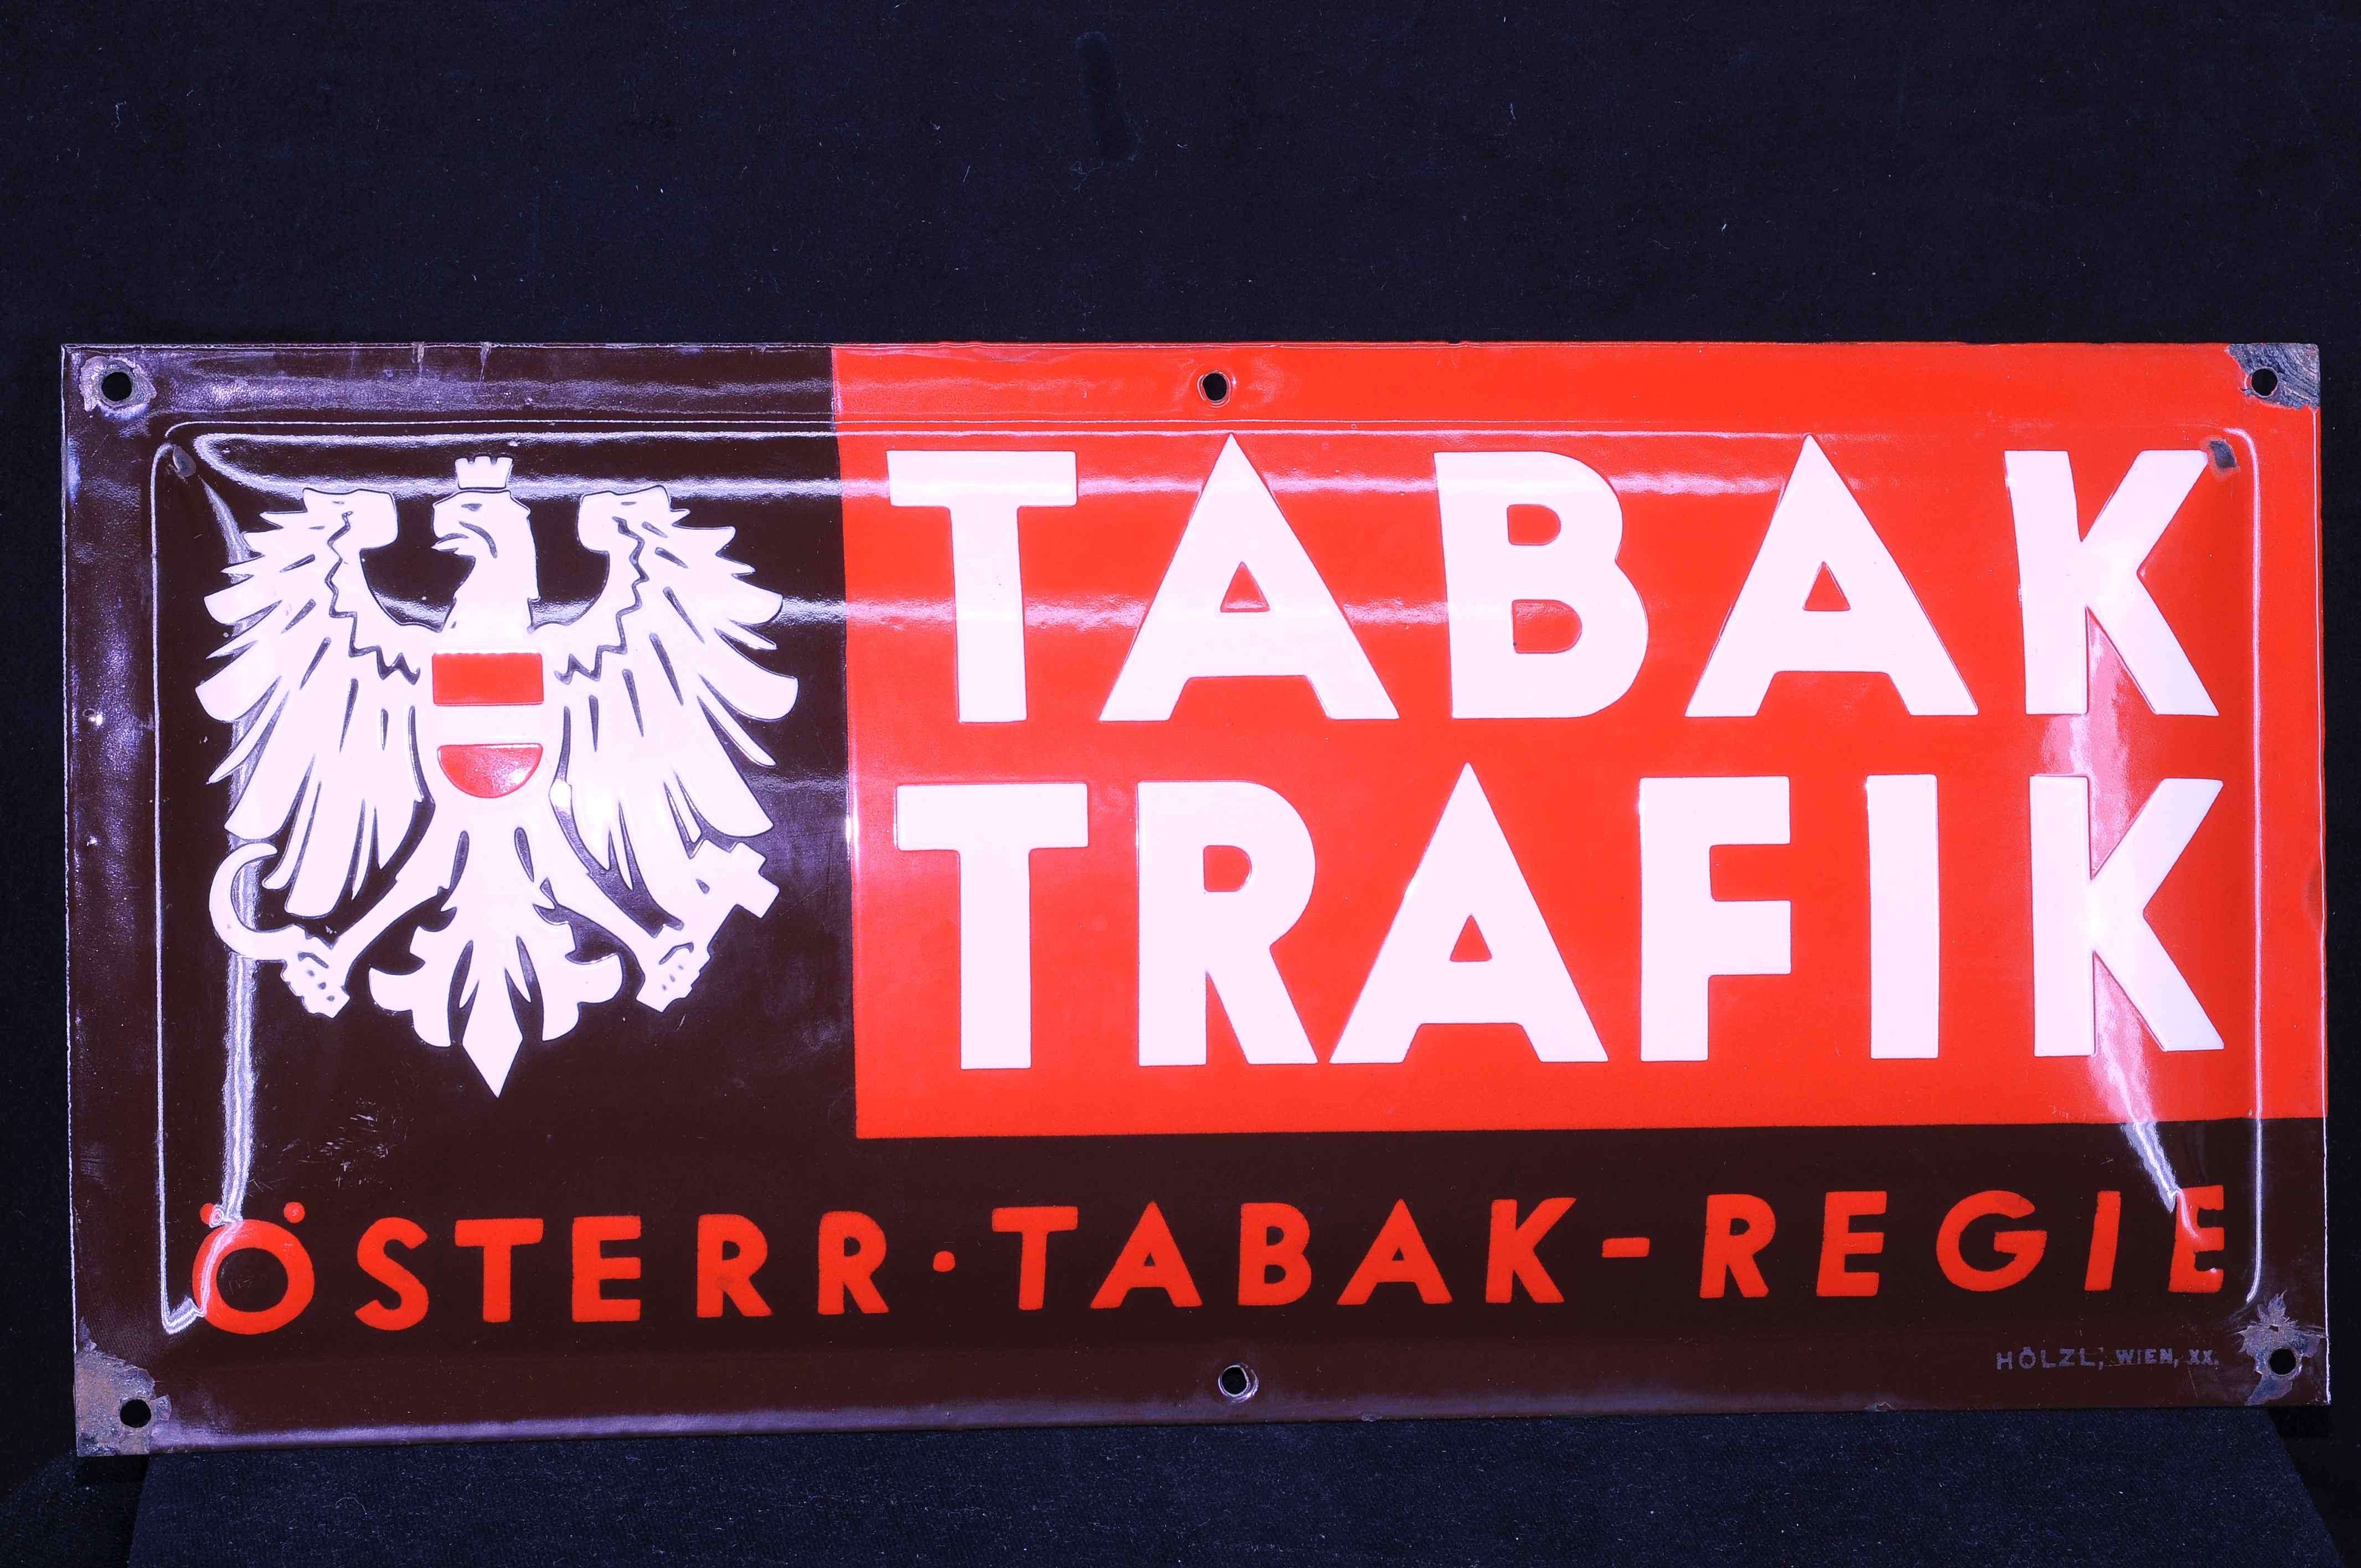 TABAK
TRAFIK
ÖSTERR·TABAK-REGIE
HÖLZL, WIEN, XX.